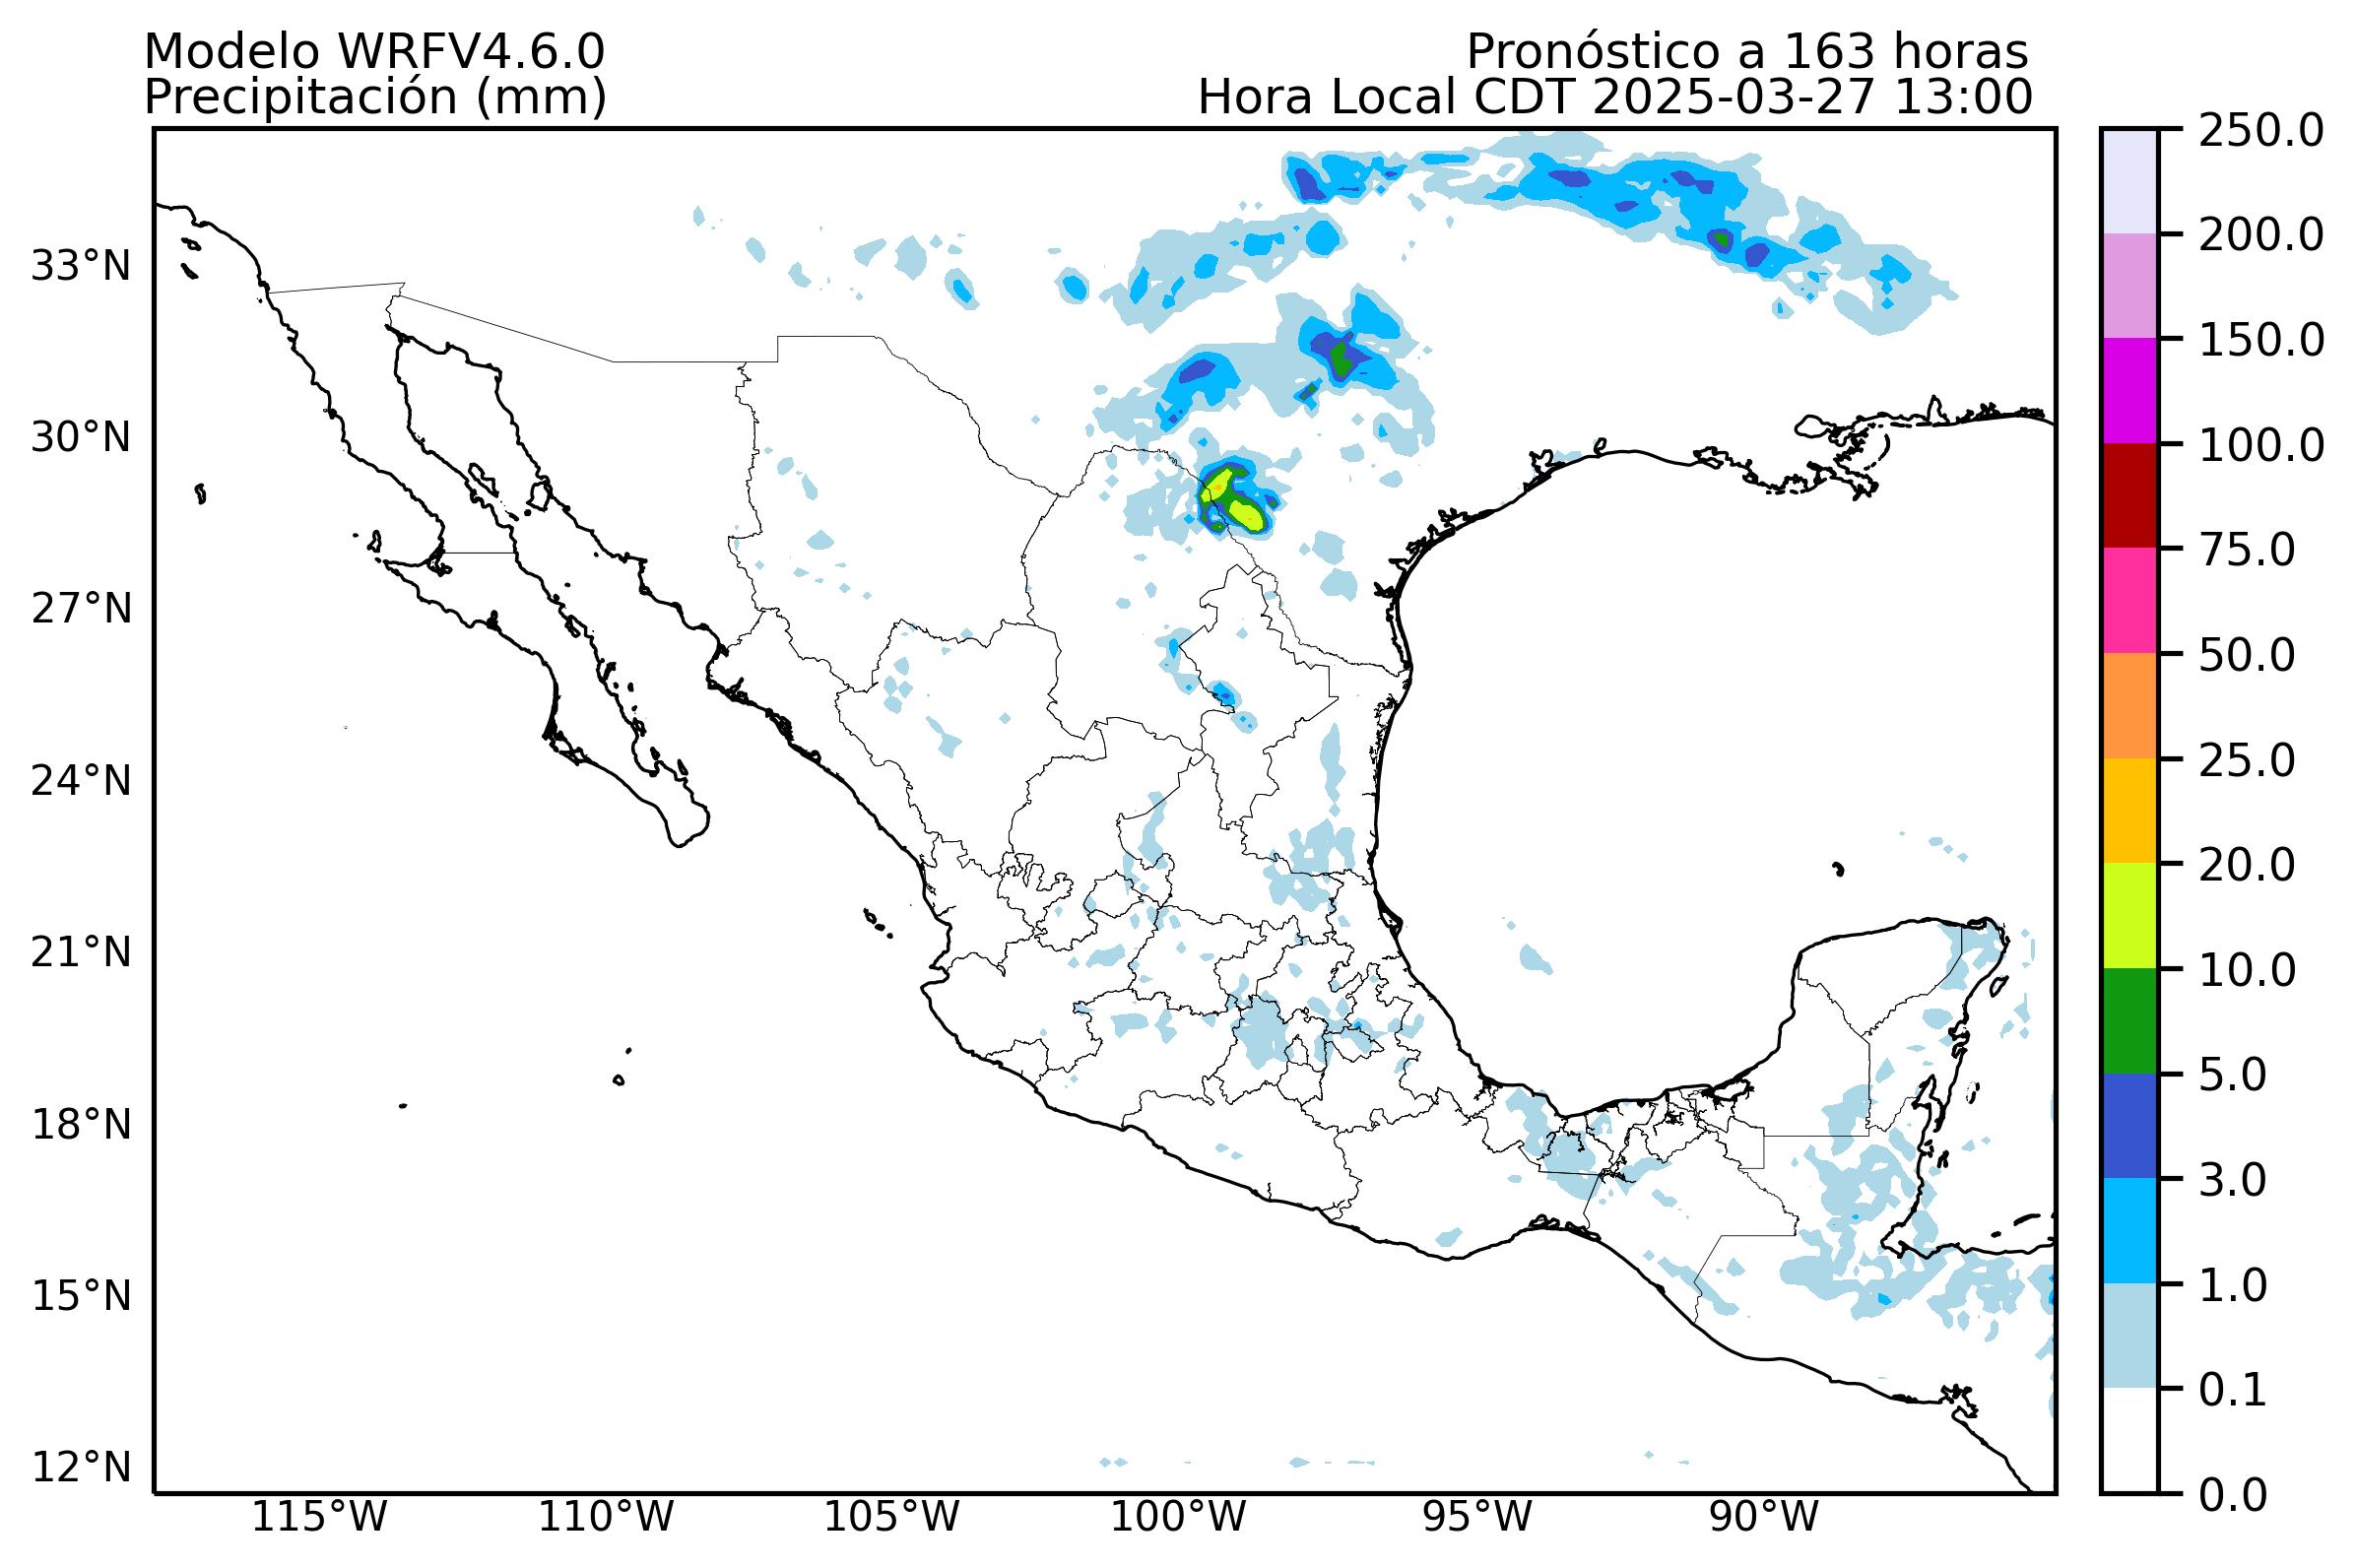 Modelo WRFV4.6.0
Precipitación (mm)
Pronóstico a 163 horas
Hora Local CDT 2025-03-27 13:00
33°N
30°N
27°N
24°N
21°N
18°N
15°N
12°N
115°W
110°W
105°W
100°W
95°W
90°W
250.0
200.0
150.0
100.0
75.0
50.0
25.0
20.0
10.0
5.0
3.0
1.0
0.1
0.0